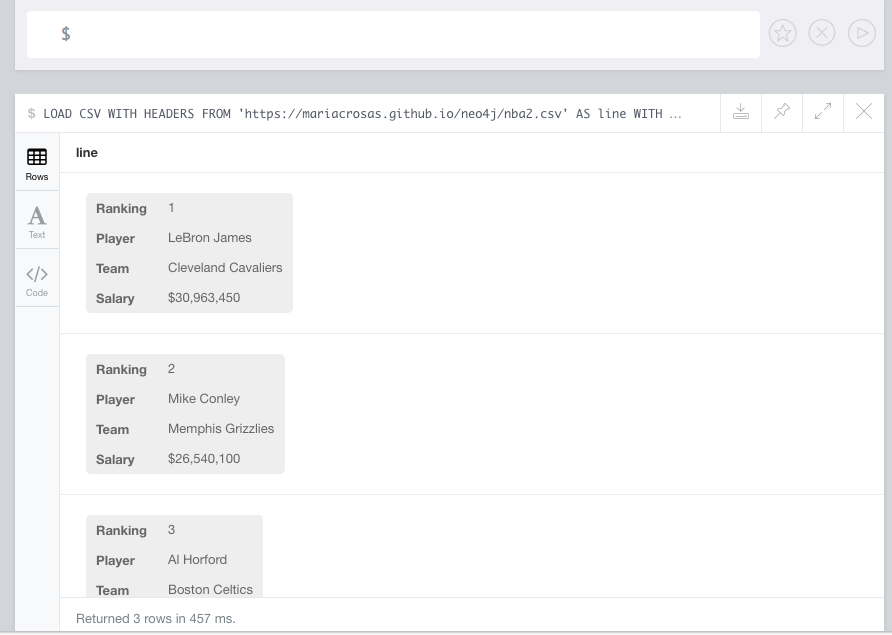 $
$ LOAD CSV WITH HEADERS FROM 'https://mariacrosas.github.io/neo4j/nba2.csv' AS line WITH ...
line
Rows
A
Text
</>
Code
Ranking 1
Player LeBron James
Team Cleveland Cavaliers
Salary $30,963,450
Ranking 2
Player Mike Conley
Team Memphis Grizzlies
Salary $26,540,100
Ranking 3
Player Al Horford
Team Boston Celtics
Returned 3 rows in 457 ms.